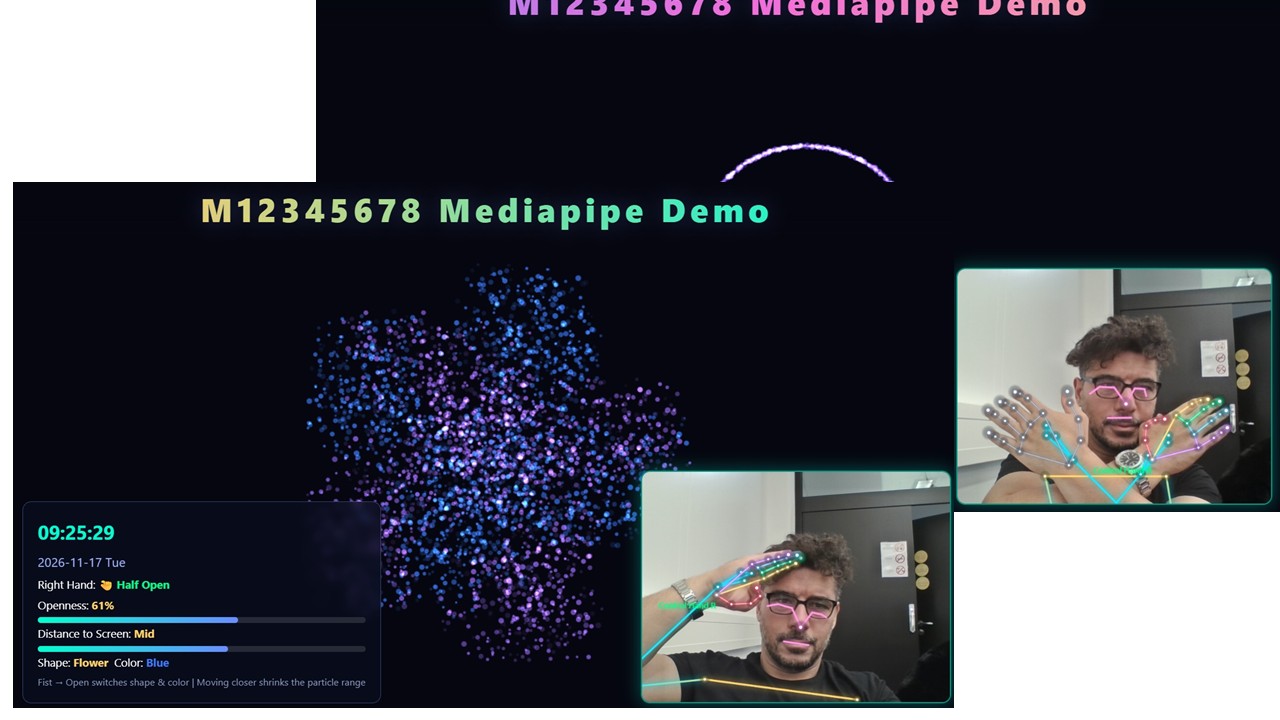 M12345678 Mediapipe Demo
M12345678 Mediapipe Demo
09:25:29
2026-11-17 Tue
Right Hand: Half Open
Openness: 61%
Distance to Screen: Mid
Shape: Flower Color: Blue
Fist → Open switches shape & color | Moving closer shrinks the particle range